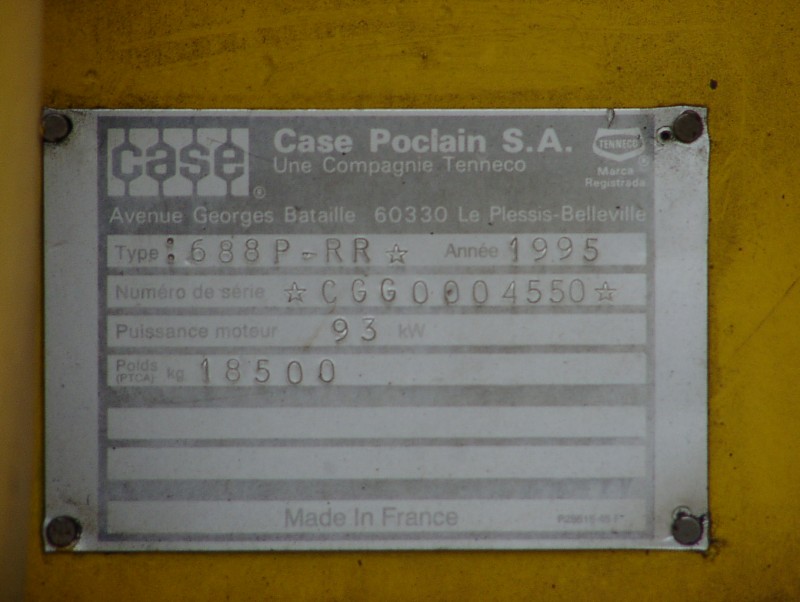 case ®
Case Poclain S.A.
Une Compagnie Tenneco
TENNECO ®
Marca
Registrada
Avenue Georges Bataille 60330 Le Plessis-Belleville
Type : 688P-RR ☆ Année 1995
Numéro de série ☆ CGG0004550 ☆
Puissance moteur 93 kW
Poids (PTCA) kg 18500
Made In France